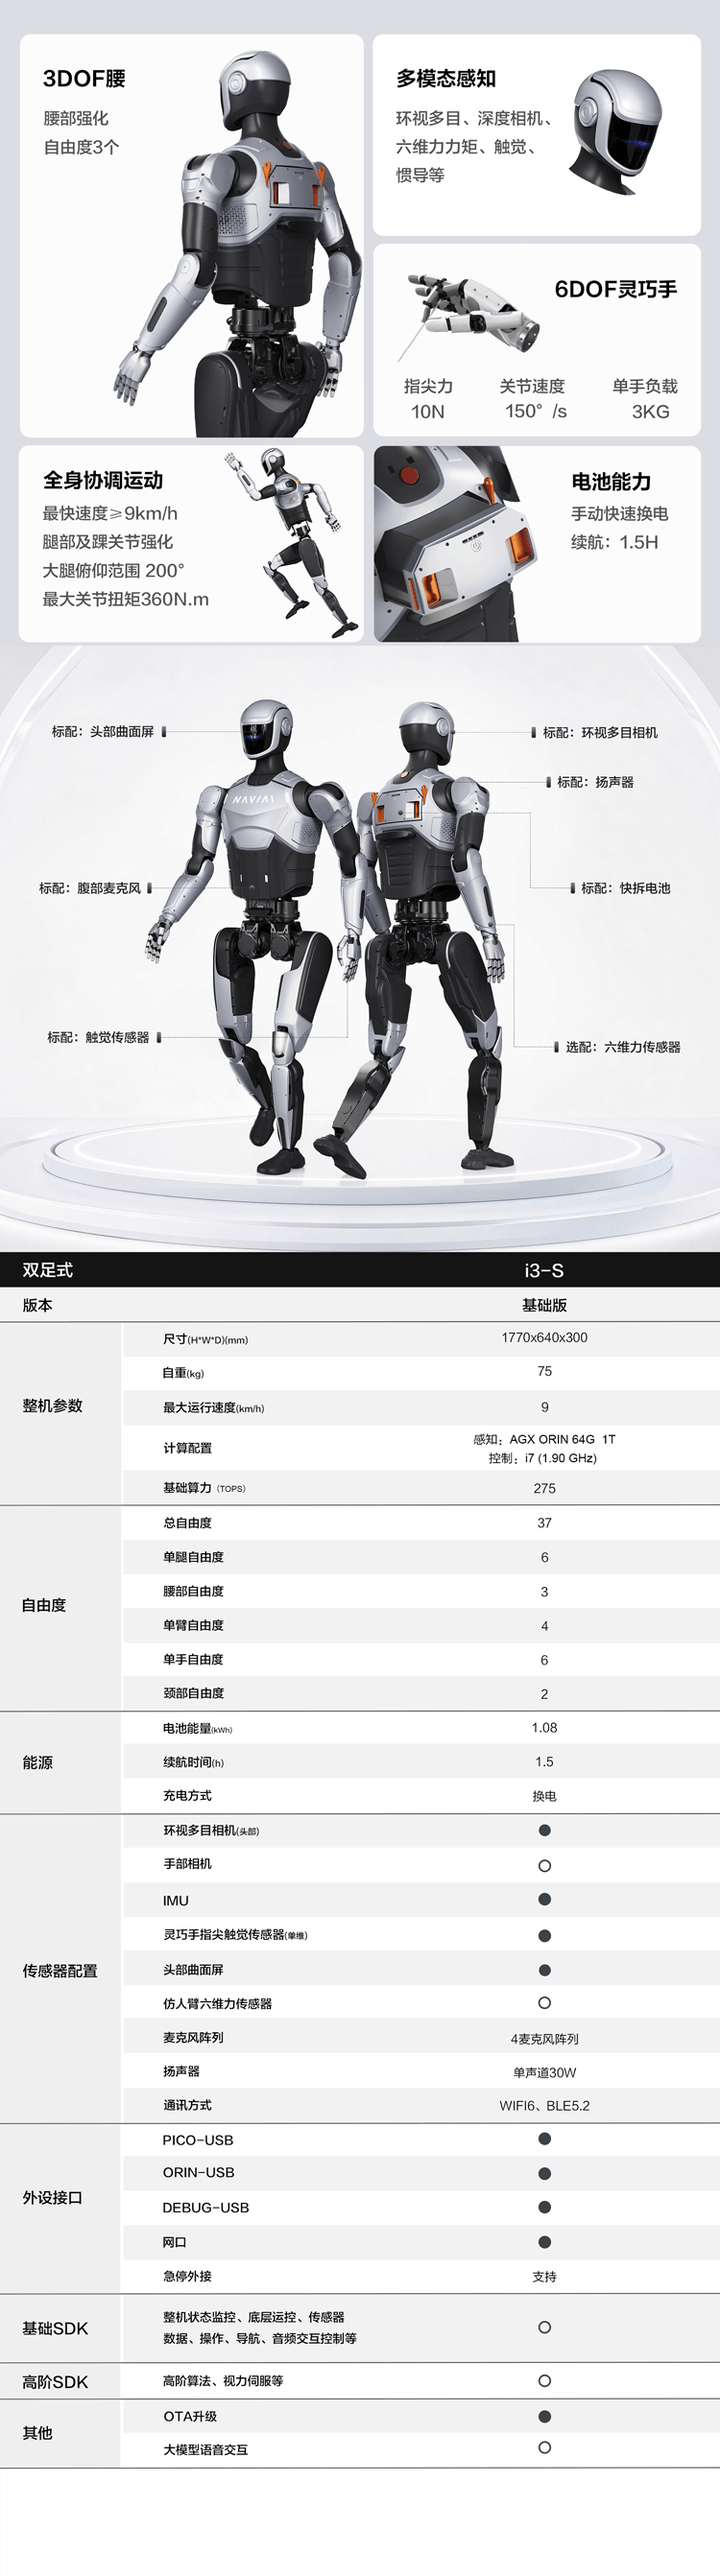 3DOF腰
腰部强化
自由度3个
多模态感知
环视多目、深度相机、
六维力力矩、触觉、
惯导等
6DOF灵巧手
指尖力 关节速度 单手负载
10N 150° /s 3KG
全身协调运动
最快速度≥9km/h
腿部及踝关节强化
大腿俯仰范围 200°
最大关节扭矩360N.m
电池能力
手动快速换电
续航：1.5H
标配：头部曲面屏
标配：环视多目相机
标配：扬声器
NAVIAI
标配：腹部麦克风
标配：快拆电池
标配：触觉传感器
选配：六维力传感器
双足式 i3-S
版本 基础版
整机参数
尺寸(H*W*D)(mm) 1770x640x300
自重(kg) 75
最大运行速度(km/h) 9
计算配置 感知：AGX ORIN 64G 1T
控制：i7 (1.90 GHz)
基础算力（TOPS） 275
自由度
总自由度 37
单腿自由度 6
腰部自由度 3
单臂自由度 4
单手自由度 6
颈部自由度 2
能源
电池能量(kWh) 1.08
续航时间(h) 1.5
充电方式 换电
传感器配置
环视多目相机(头部) ●
手部相机 ○
IMU ●
灵巧手指尖触觉传感器(单维) ●
头部曲面屏 ●
仿人臂六维力传感器 ○
麦克风阵列 4麦克风阵列
扬声器 单声道30W
通讯方式 WIFI6、BLE5.2
外设接口
PICO-USB ●
ORIN-USB ●
DEBUG-USB ●
网口 ●
急停外接 支持
基础SDK
整机状态监控、底层运控、传感器
数据、操作、导航、音频交互控制等 ○
高阶SDK 高阶算法、视力伺服等 ○
其他
OTA升级 ●
大模型语音交互 ○